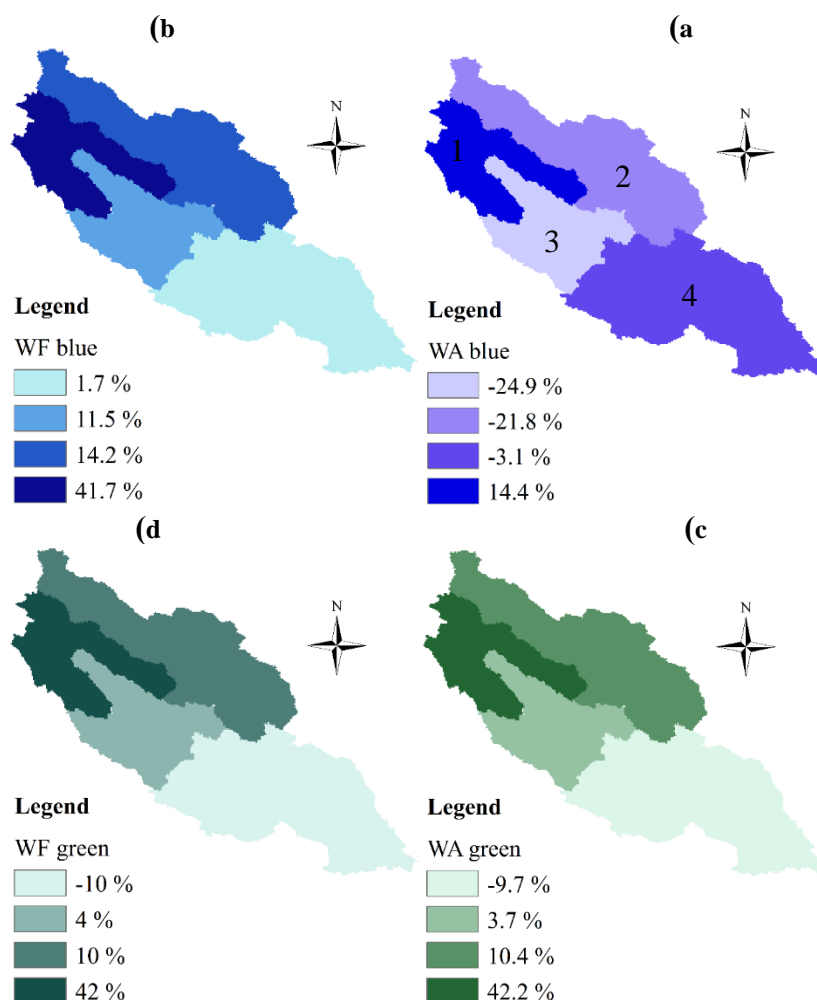 (b
N
Legend
WF blue
1.7 %
11.5 %
14.2 %
41.7 %
(a
N
1
2
3
4
Legend
WA blue
-24.9 %
-21.8 %
-3.1 %
14.4 %
(d
N
Legend
WF green
-10 %
4 %
10 %
42 %
(c
N
Legend
WA green
-9.7 %
3.7 %
10.4 %
42.2 %